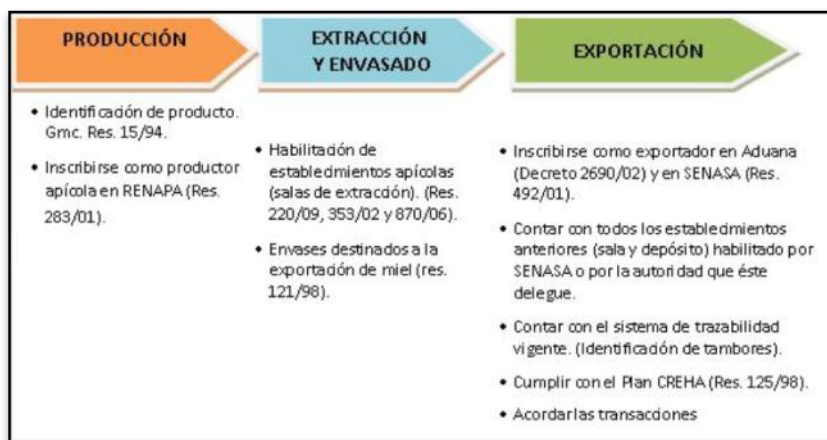 PRODUCCIÓN
• Identificación de producto.
Gmc. Res. 15/94.
• Inscribirse como productor
apícola en RENAPA (Res.
283/01).
EXTRACCIÓN
Y ENVASADO
• Habilitación de
establecimientos apícolas
(salas de extracción). (Res.
220/09, 353/02 y 870/06).
• Envases destinados a la
exportación de miel (res.
121/98).
EXPORTACIÓN
• Inscribirse como exportador en Aduana
(Decreto 2690/02) y en SENASA (Res.
492/01).
• Contar con todos los establecimientos
anteriores (sala y depósito) habilitado por
SENASA o por la autoridad que éste
delegue.
• Contar con el sistema de trazabilidad
vigente. (Identificación de tambores).
• Cumplir con el Plan CREHA (Res. 125/98).
• Acordar las transacciones